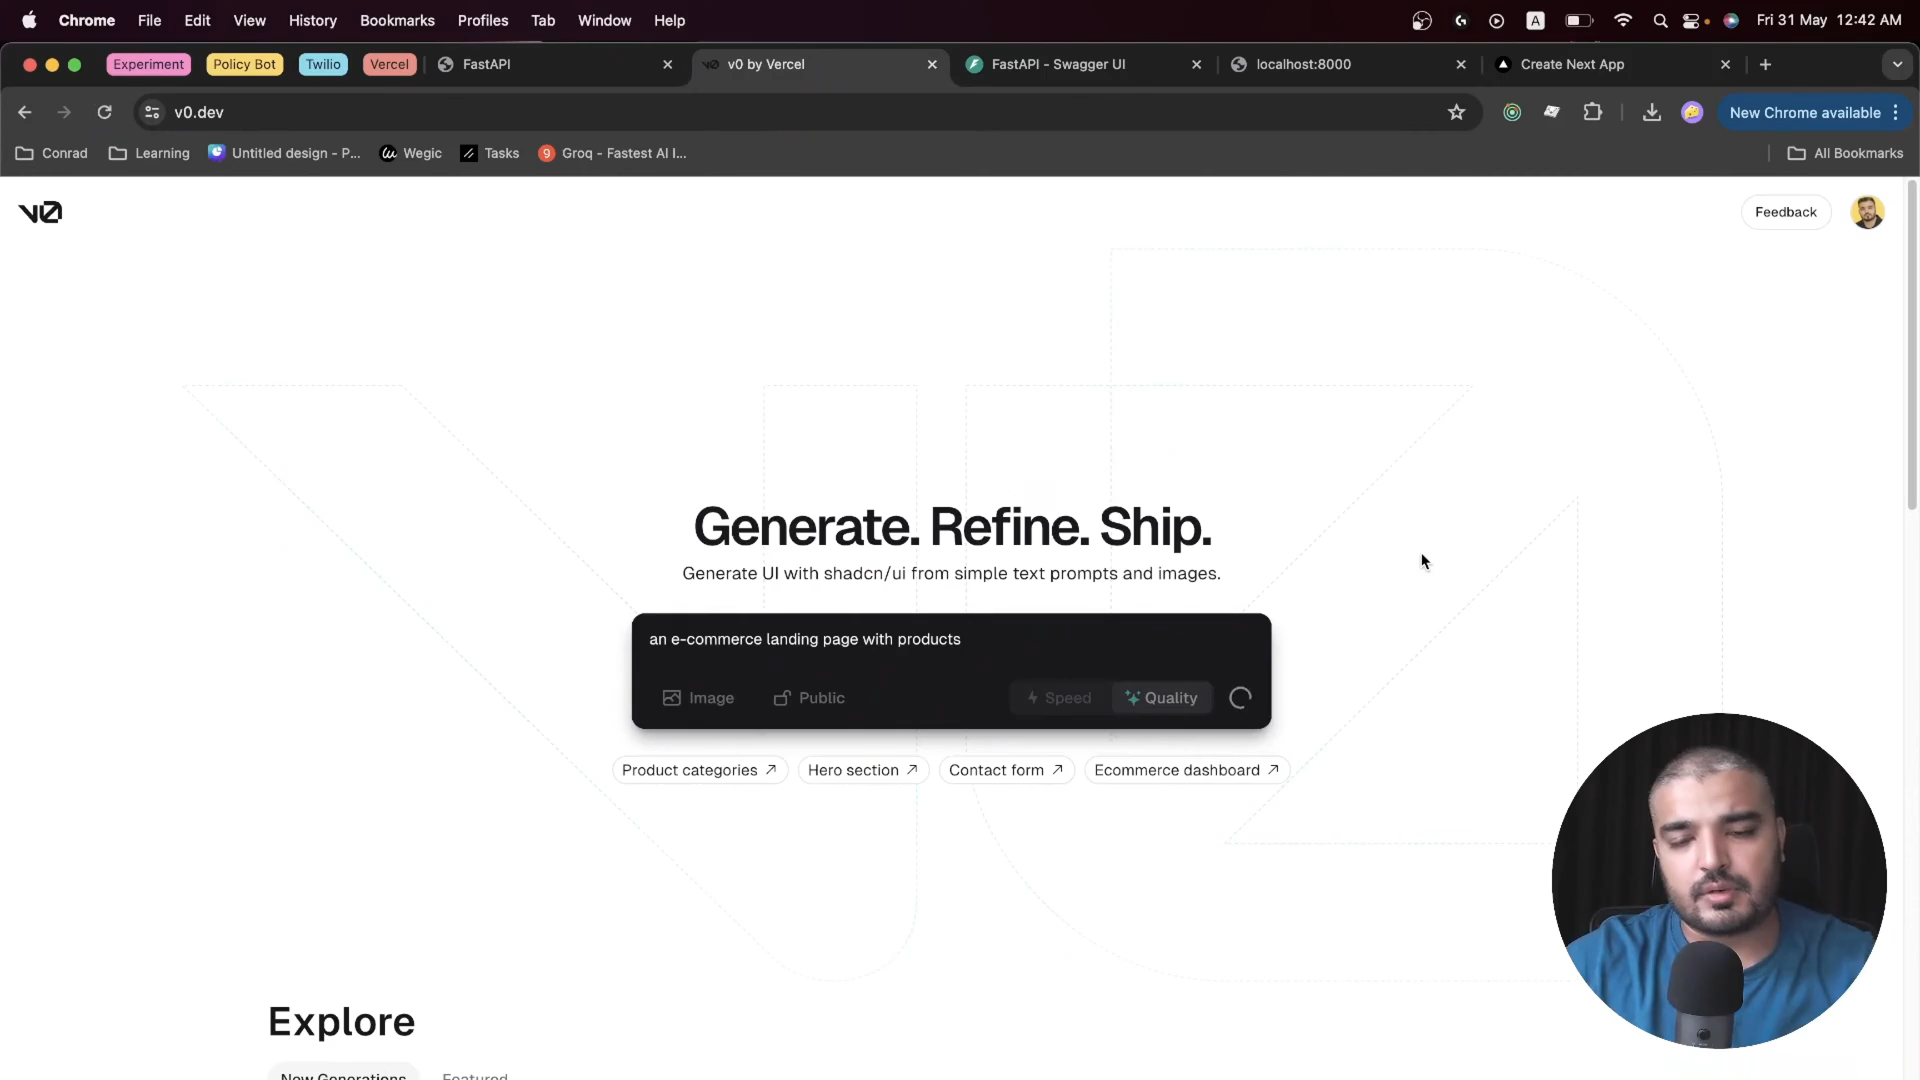 Chrome File Edit View History Bookmarks Profiles Tab Window Help A Fri 31 May 12:42 AM
Experiment Policy Bot Twilio Vercel FastAPI v0 by Vercel FastAPI - Swagger UI localhost:8000 Create Next App
v0.dev New Chrome available
Conrad Learning Untitled design - P... Wegic Tasks 9 Groq - Fastest AI I... All Bookmarks
v0 Feedback
Generate. Refine. Ship.
Generate UI with shadcn/ui from simple text prompts and images.
an e-commerce landing page with products
Image Public Speed Quality
Product categories Hero section Contact form Ecommerce dashboard
Explore
New Generations Featured